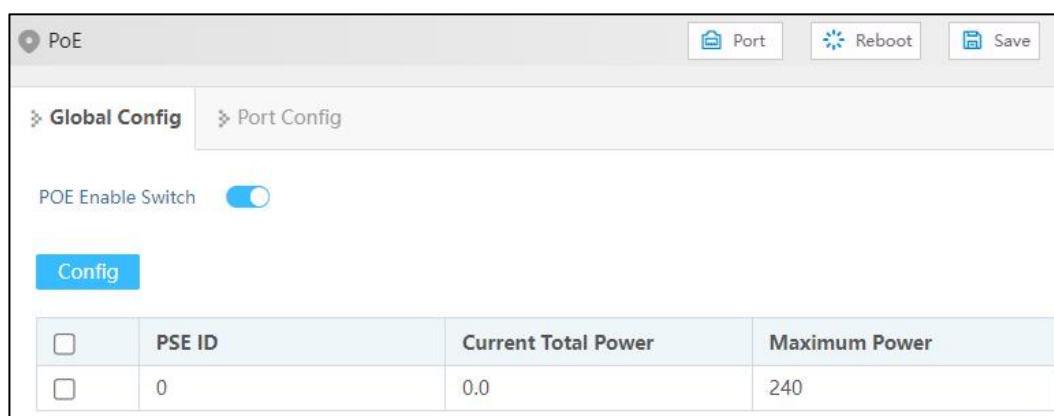 PoE Port Reboot Save
Global Config Port Config
POE Enable Switch
Config
PSE ID Current Total Power Maximum Power
0 0.0 240